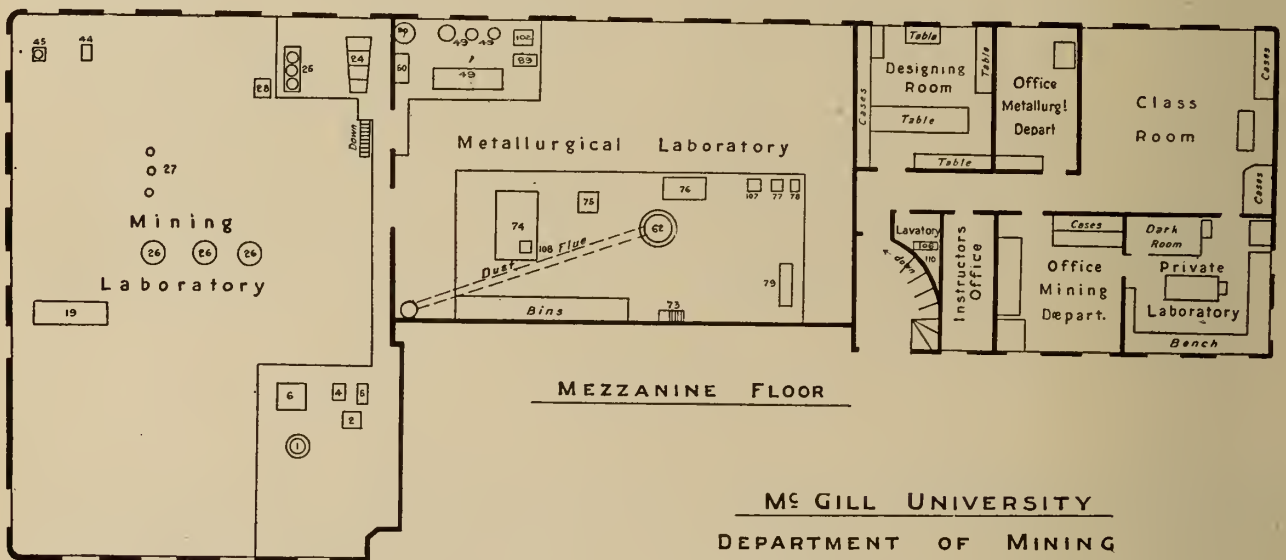 45
44
25
24
28
Down
27
Mining
26 26 26
Laboratory
19
6
4
5
2
1
49 49 49
102
60
49
83
Metallurgical Laboratory
74
75
76
107 77 78
62
108
Dust Flue
79
Bins
73
Cases
Table
Designing
Room
Table
Table
Table
Office
Metallurg!
Depart
Class
Room
Cases
Cases
Lavatory
106
110
down
Instructors
Office
Cases
Office
Mining
Depart.
Dark
Room
Private
Laboratory
Bench
MEZZANINE FLOOR
Mc GILL UNIVERSITY
DEPARTMENT OF MINING